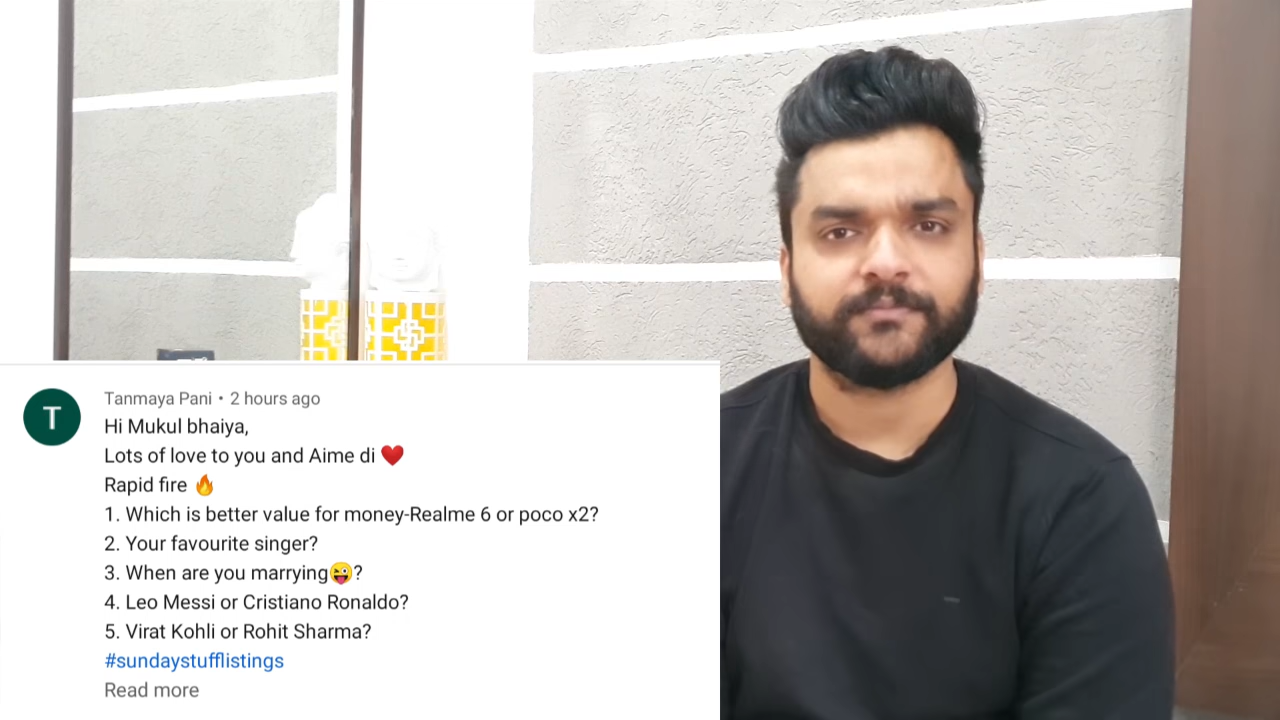 T
Tanmaya Pani • 2 hours ago
Hi Mukul bhaiya,
Lots of love to you and Aime di ❤️
Rapid fire 🔥
1. Which is better value for money-Realme 6 or poco x2?
2. Your favourite singer?
3. When are you marrying😜?
4. Leo Messi or Cristiano Ronaldo?
5. Virat Kohli or Rohit Sharma?
#sundaystufflistings
Read more